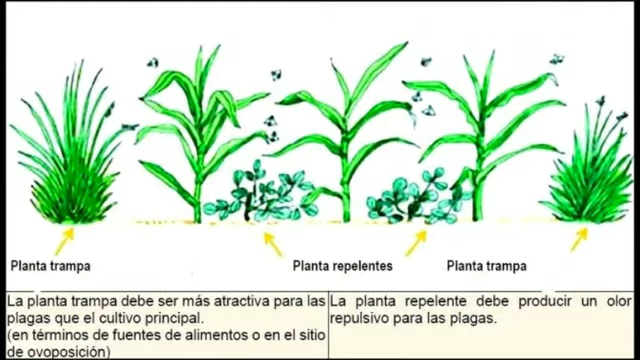 Planta trampa
Planta repelentes
Planta trampa
La planta trampa debe ser más atractiva para las
plagas que el cultivo principal.
(en términos de fuentes de alimentos o en el sitio
de ovoposición)
La planta repelente debe producir un olor
repulsivo para las plagas.